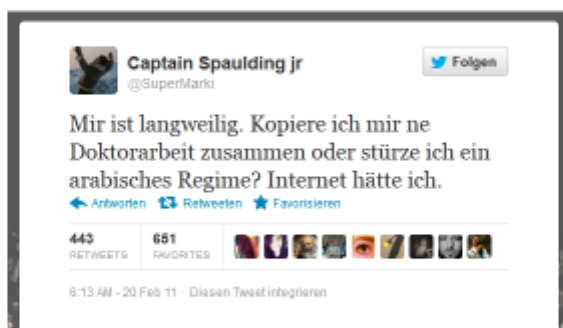 Captain Spaulding jr
@SuperMarki
Folgen
Mir ist langweilig. Kopiere ich mir ne
Doktorarbeit zusammen oder stürze ich ein
arabisches Regime? Internet hätte ich.
Antworten Retweeten Favorisieren
443 651
RETWEETS FAVORITES
6:13 AM - 20 Feb 11 · Diesen Tweet integrieren